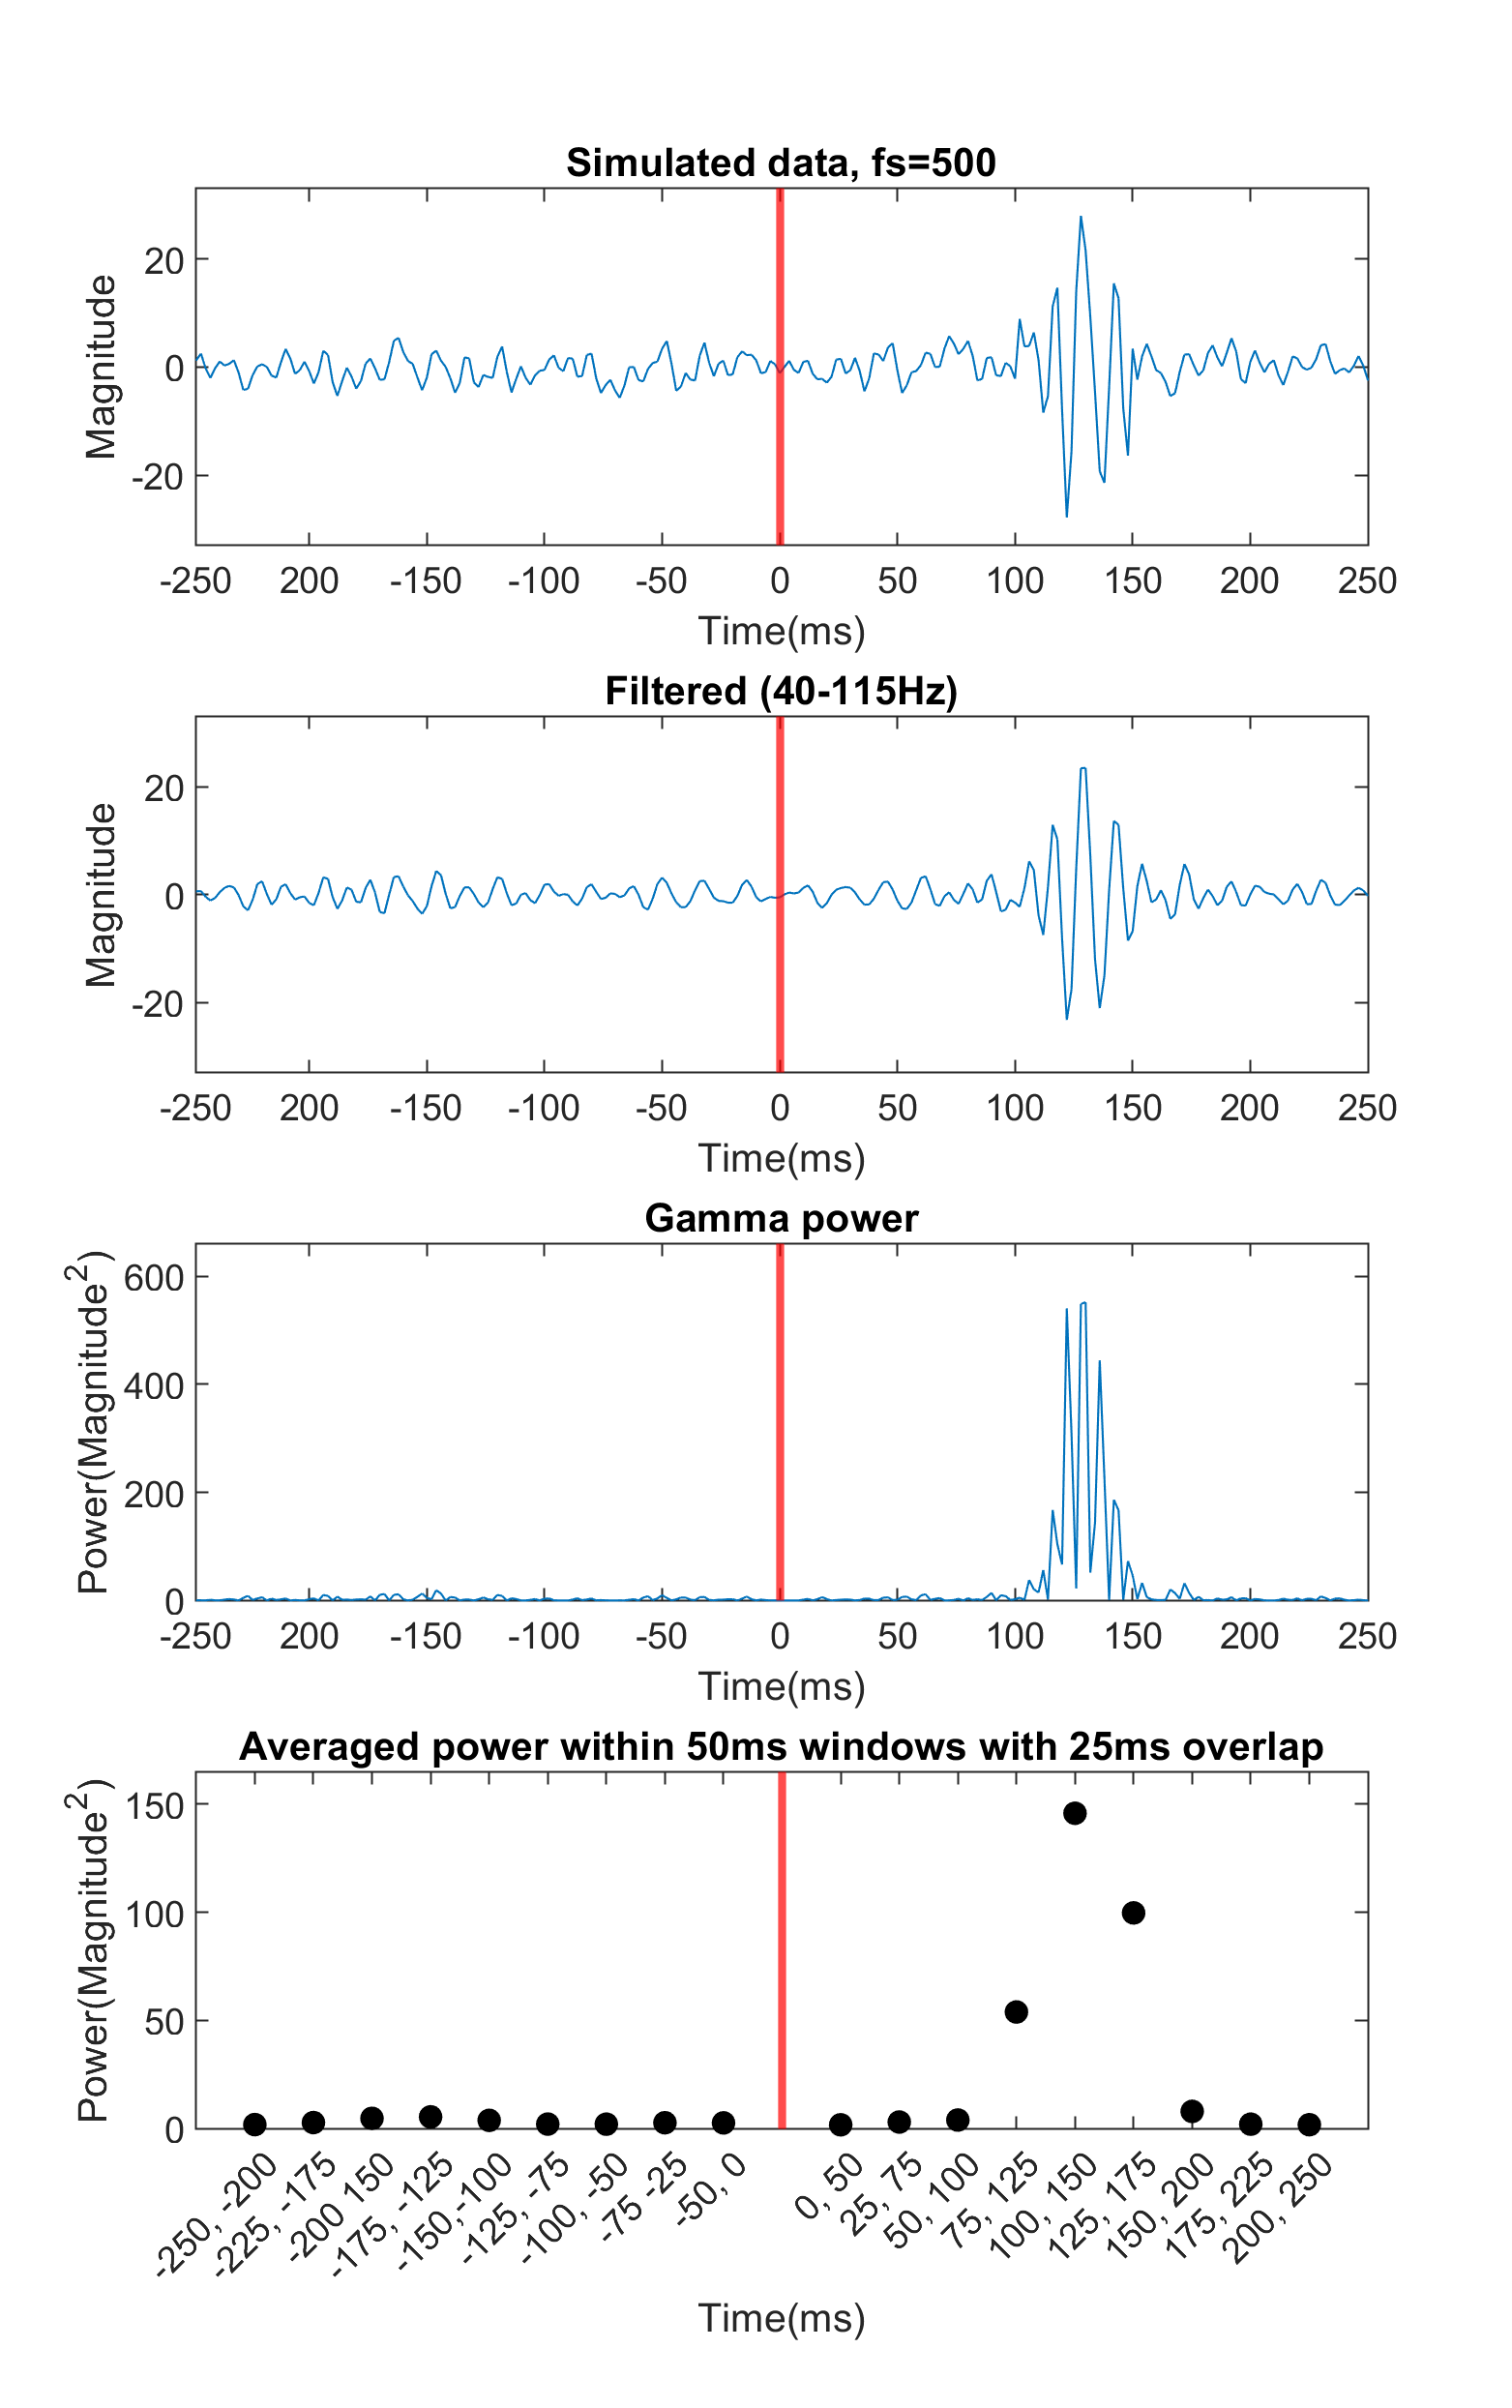 Simulated data, fs=500
Magnitude
20
0
-20
-250 200 -150 -100 -50 0 50 100 150 200 250
Time(ms)
Filtered (40-115Hz)
Magnitude
20
0
-20
-250 200 -150 -100 -50 0 50 100 150 200 250
Time(ms)
Gamma power
Power(Magnitude²)
600
400
200
0
-250 200 -150 -100 -50 0 50 100 150 200 250
Time(ms)
Averaged power within 50ms windows with 25ms overlap
Power(Magnitude²)
150
100
50
0
-250, -200
-225, -175
-200 150
-175, -125
-150, -100
-125, -75
-100, -50
-75 -25
-50, 0
0, 50
25, 75
50, 100
75, 125
100, 150
125, 175
150, 200
175, 225
200, 250
Time(ms)